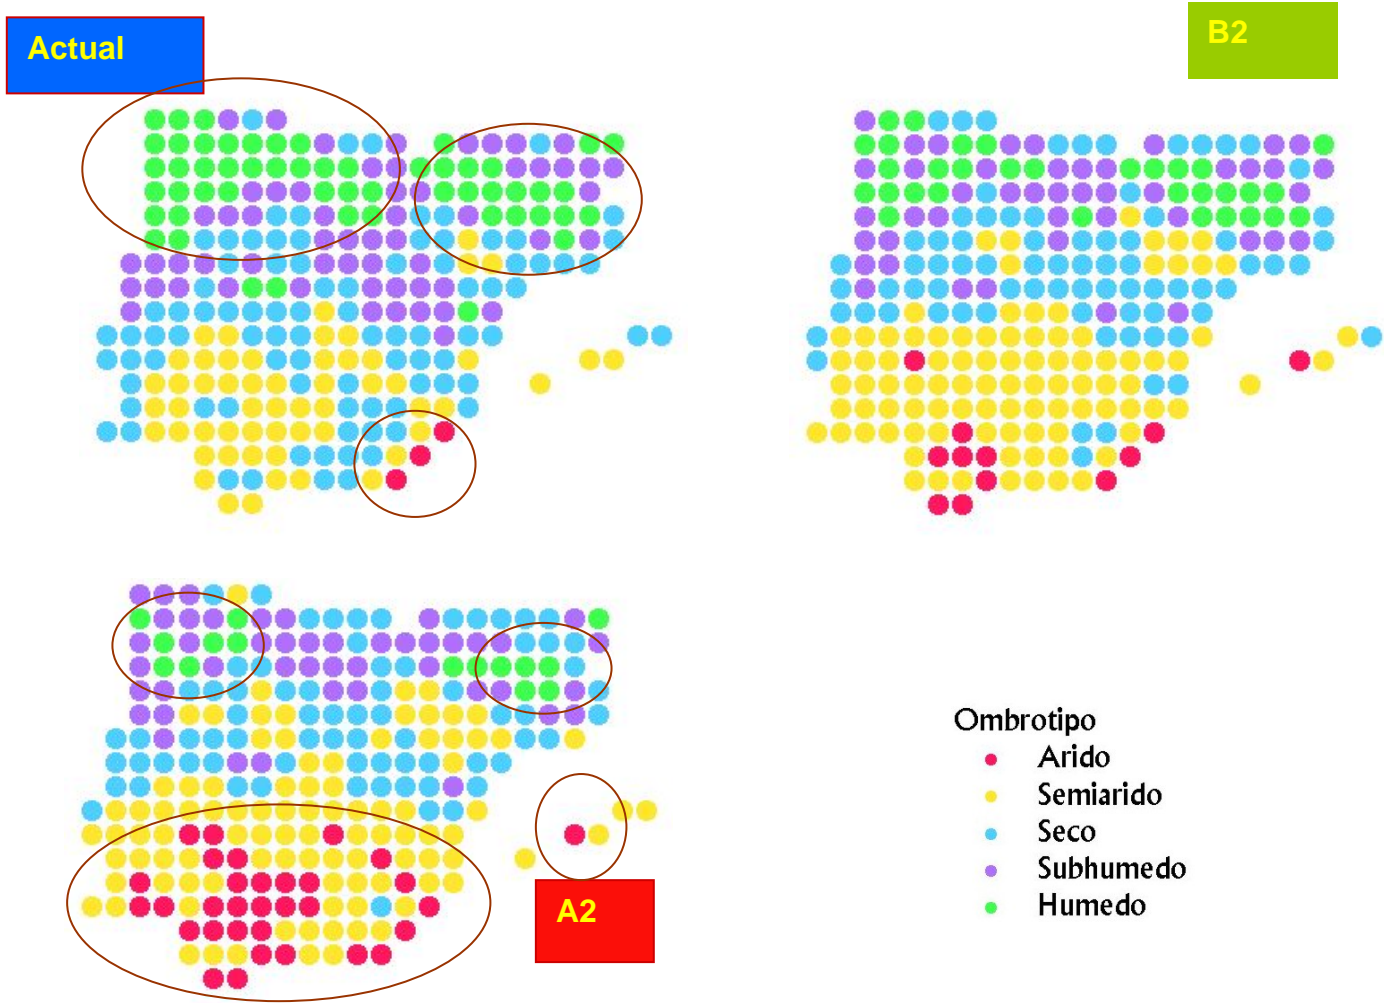 Actual
B2
A2
Ombrotipo
Arido
Semiarido
Seco
Subhumedo
Humedo